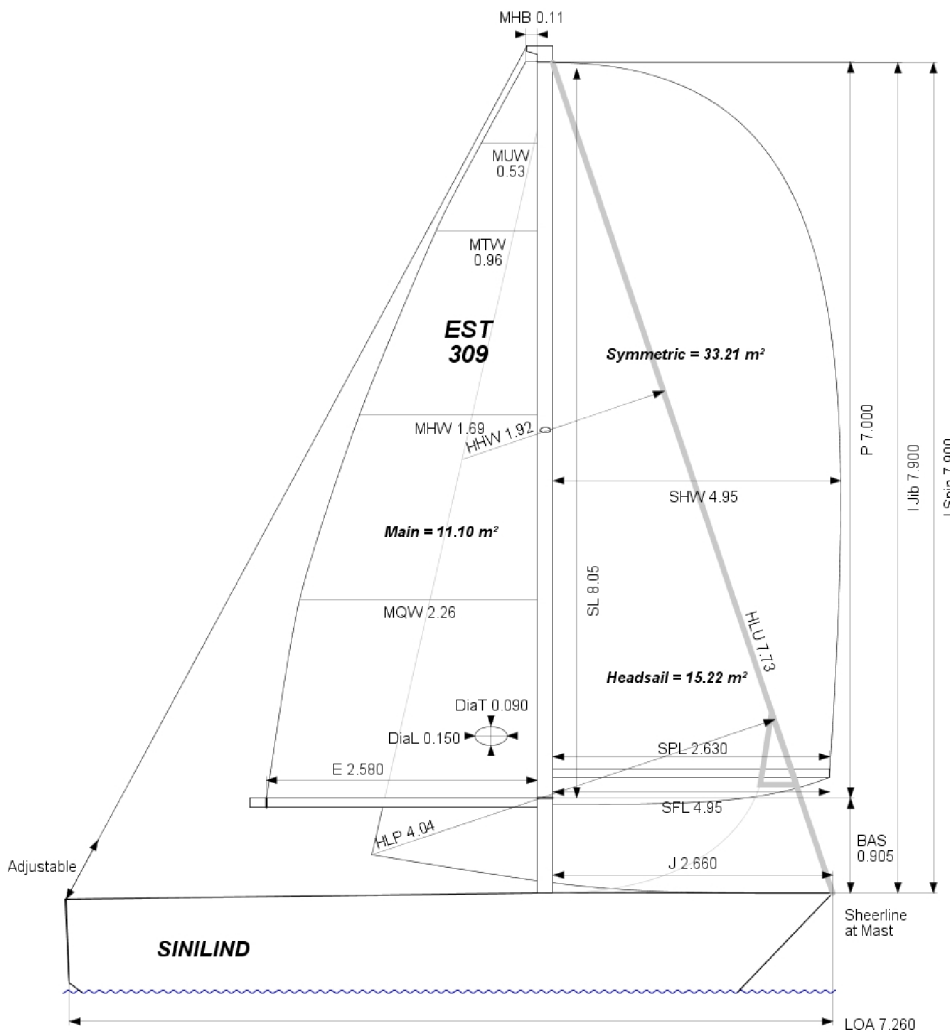 MHB 0.11
MUW
0.53
MTW
0.96
EST
309
Symmetric = 33.21 m²
MHW 1.69
HHW 1.92
P 7.000
I Jib 7.900
I Spin 7.900
SHW 4.95
Main = 11.10 m²
SL 8.05
MQW 2.26
HLU 7.73
Headsail = 15.22 m²
DiaT 0.090
DiaL 0.150
SPL 2.630
E 2.580
SFL 4.95
HLP 4.04
BAS
0.905
J 2.660
Adjustable
Sheerline
at Mast
SINILIND
LOA 7.260